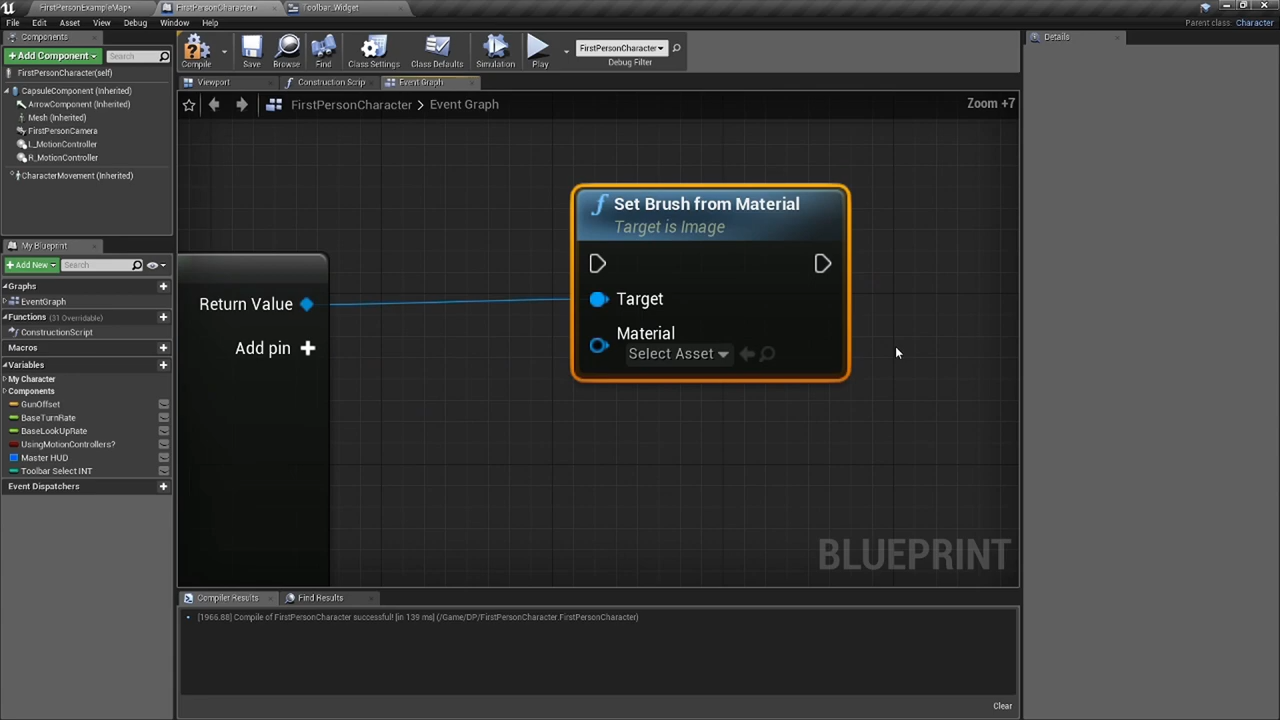 FirstPersonExampleMap*
FirstPersonCharacter*
Toolbar.Widget
File Edit Asset View Debug Window Help
Parent class: Character
Components
Details
+Add Component
Search
Compile
Save
Browse
Find
Class Settings
Class Defaults
Simulation
Play
FirstPersonCharacter
Debug Filter
FirstPersonCharacter(self)
Viewport
Construction Scrip
Event Graph
CapsuleComponent (Inherited)
ArrowComponent (Inherited)
Mesh (Inherited)
FirstPersonCamera
L_MotionController
R_MotionController
CharacterMovement (Inherited)
FirstPersonCharacter > Event Graph
Zoom +7
My Blueprint
+Add New
Search
Graphs
EventGraph
Functions (31 Overridable)
ConstructionScript
Macros
Variables
My Character
Components
GunOffset
BaseTurnRate
BaseLookUpRate
UsingMotionControllers?
Master HUD
Toolbar Select INT
Event Dispatchers
Return Value
Add pin
f Set Brush from Material
Target is Image
Target
Material
Select Asset
BLUEPRINT
Compiler Results
Find Results
[1966.88] Compile of FirstPersonCharacter successful! [in 139 ms] (/Game/DP/FirstPersonCharacter.FirstPersonCharacter)
Clear